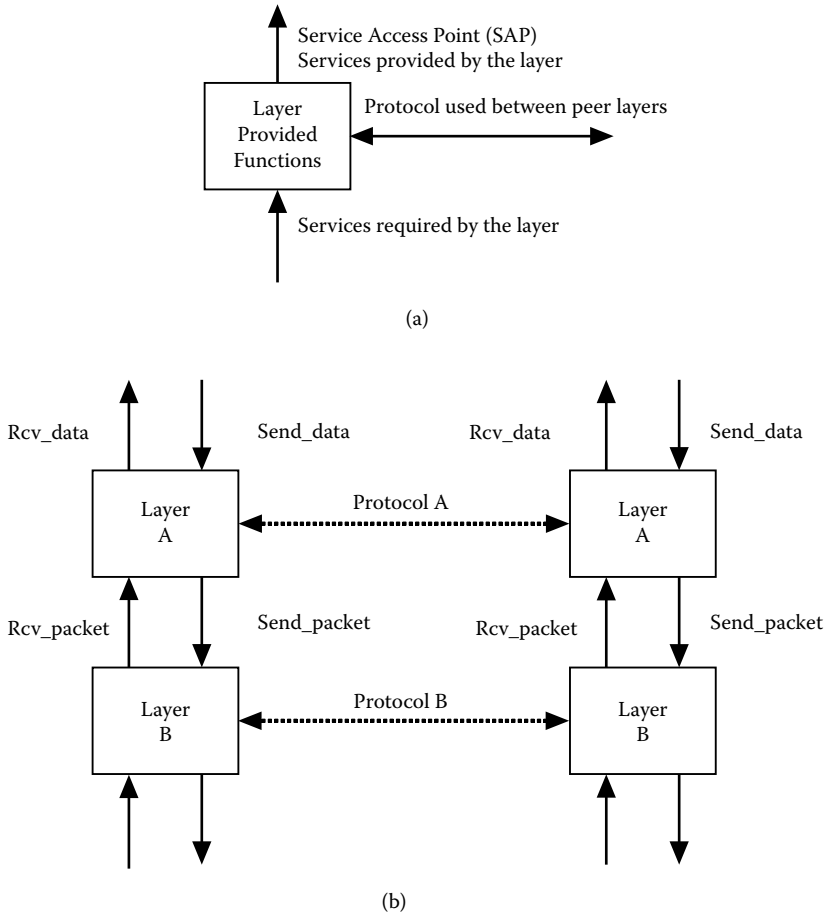 Service Access Point (SAP)
Services provided by the layer
Layer
Provided
Functions
Protocol used between peer layers
Services required by the layer
(a)
Rcv_data
Send_data
Rcv_data
Send_data
Layer
A
Protocol A
Layer
A
Rcv_packet
Send_packet
Rcv_packet
Send_packet
Layer
B
Protocol B
Layer
B
(b)